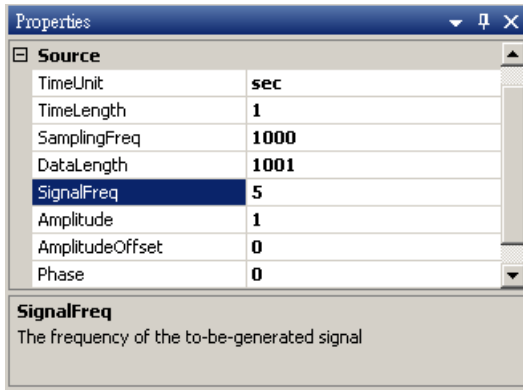 Properties
Source
TimeUnit sec
TimeLength 1
SamplingFreq 1000
DataLength 1001
SignalFreq 5
Amplitude 1
AmplitudeOffset 0
Phase 0
SignalFreq
The frequency of the to-be-generated signal